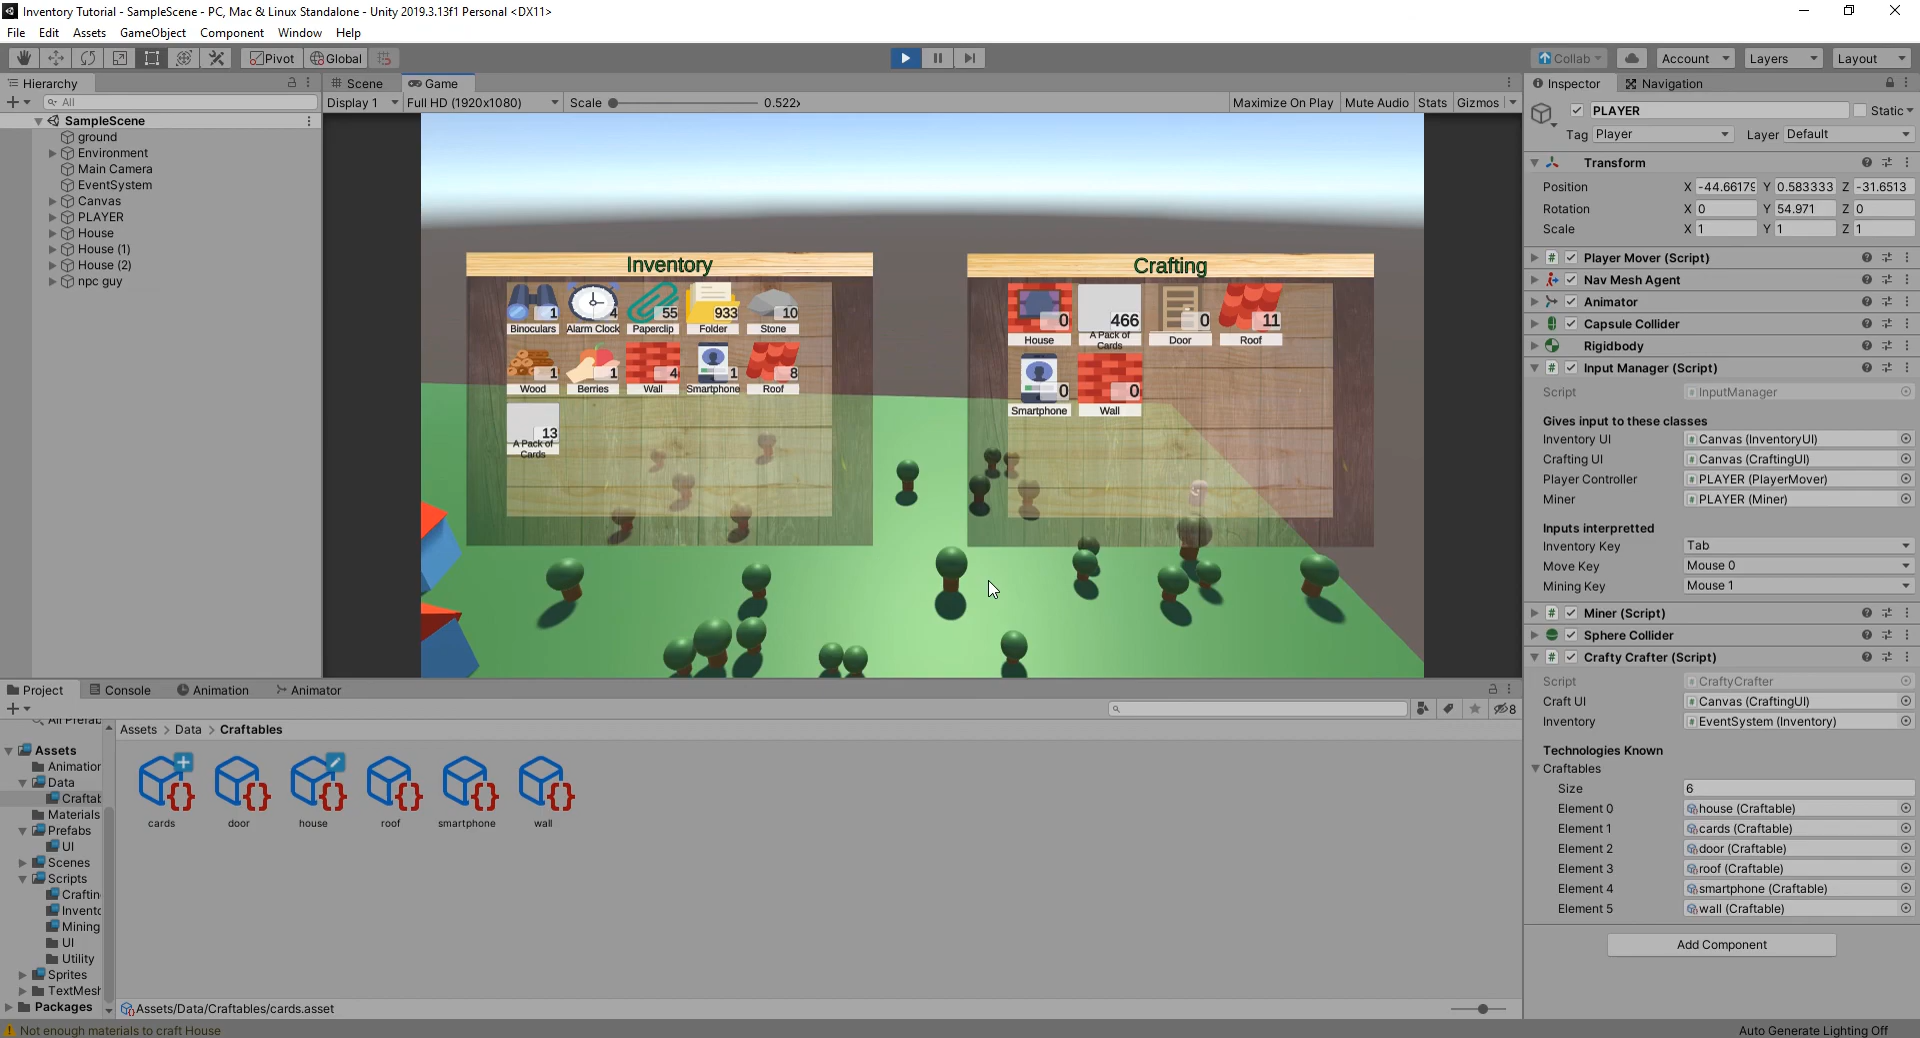 Inventory Tutorial - SampleScene - PC, Mac & Linux Standalone - Unity 2019.3.13f1 Personal <DX11>
File Edit Assets GameObject Component Window Help
Pivot Global Collab Account Layers Layout
Hierarchy
All
SampleScene
ground
Environment
Main Camera
EventSystem
Canvas
PLAYER
House
House (1)
House (2)
npc guy
Scene Game
Display 1 Full HD (1920x1080) Scale 0.522x Maximize On Play Mute Audio Stats Gizmos
Inventory
1 4 55 933 10
Binoculars Alarm Clock Paperclip Folder Stone
1 1 4 1 8
Wood Berries Wall Smartphone Roof
13
A Pack of
Cards
Crafting
0 466 0 11
House A Pack of Cards Door Roof
0 0
Smartphone Wall
Inspector Navigation
PLAYER Static
Tag Player Layer Default
Transform
Position X -44.66179 Y 0.583333 Z -31.6513
Rotation X 0 Y 54.971 Z 0
Scale X 1 Y 1 Z 1
Player Mover (Script)
Nav Mesh Agent
Animator
Capsule Collider
Rigidbody
Input Manager (Script)
Script InputManager
Gives input to these classes
Inventory UI Canvas (InventoryUI)
Crafting UI Canvas (CraftingUI)
Player Controller PLAYER (PlayerMover)
Miner PLAYER (Miner)
Inputs interpretted
Inventory Key Tab
Move Key Mouse 0
Mining Key Mouse 1
Miner (Script)
Sphere Collider
Crafty Crafter (Script)
Script CraftyCrafter
Craft UI Canvas (CraftingUI)
Inventory EventSystem (Inventory)
Technologies Known
Craftables
Size 6
Element 0 house (Craftable)
Element 1 cards (Craftable)
Element 2 door (Craftable)
Element 3 roof (Craftable)
Element 4 smartphone (Craftable)
Element 5 wall (Craftable)
Add Component
Project Console Animation Animator
8
Assets
Animation
Data
Craftab
Materials
Prefabs
UI
Scenes
Scripts
Craftin
Invento
Mining
UI
Utility
Sprites
TextMesh
Packages
Assets > Data > Craftables
cards door house roof smartphone wall
Assets/Data/Craftables/cards.asset
Not enough materials to craft House
Auto Generate Lighting Off